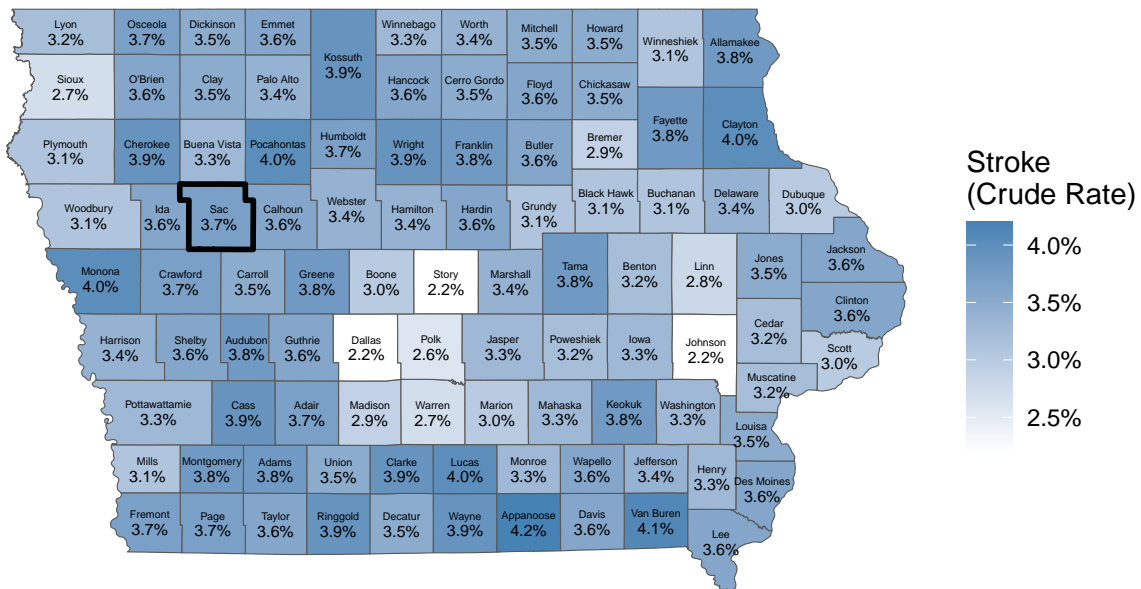 Lyon
3.2%
Osceola
3.7%
Dickinson
3.5%
Emmet
3.6%
Kossuth
3.9%
Winnebago
3.3%
Worth
3.4%
Mitchell
3.5%
Howard
3.5%
Winneshiek
3.1%
Allamakee
3.8%
Sioux
2.7%
O'Brien
3.6%
Clay
3.5%
Palo Alto
3.4%
Hancock
3.6%
Cerro Gordo
3.5%
Floyd
3.6%
Chickasaw
3.5%
Fayette
3.8%
Clayton
4.0%
Plymouth
3.1%
Cherokee
3.9%
Buena Vista
3.3%
Pocahontas
4.0%
Humboldt
3.7%
Wright
3.9%
Franklin
3.8%
Butler
3.6%
Bremer
2.9%
Woodbury
3.1%
Ida
3.6%
Sac
3.7%
Calhoun
3.6%
Webster
3.4%
Hamilton
3.4%
Hardin
3.6%
Grundy
3.1%
Black Hawk
3.1%
Buchanan
3.1%
Delaware
3.4%
Dubuque
3.0%
Monona
4.0%
Crawford
3.7%
Carroll
3.5%
Greene
3.8%
Boone
3.0%
Story
2.2%
Marshall
3.4%
Tama
3.8%
Benton
3.2%
Linn
2.8%
Jones
3.5%
Jackson
3.6%
Clinton
3.6%
Harrison
3.4%
Shelby
3.6%
Audubon
3.8%
Guthrie
3.6%
Dallas
2.2%
Polk
2.6%
Jasper
3.3%
Poweshiek
3.2%
Iowa
3.3%
Johnson
2.2%
Cedar
3.2%
Scott
3.0%
Muscatine
3.2%
Pottawattamie
3.3%
Cass
3.9%
Adair
3.7%
Madison
2.9%
Warren
2.7%
Marion
3.0%
Mahaska
3.3%
Keokuk
3.8%
Washington
3.3%
Louisa
3.5%
Mills
3.1%
Montgomery
3.8%
Adams
3.8%
Union
3.5%
Clarke
3.9%
Lucas
4.0%
Monroe
3.3%
Wapello
3.6%
Jefferson
3.4%
Henry
3.3%
Des Moines
3.6%
Fremont
3.7%
Page
3.7%
Taylor
3.6%
Ringgold
3.9%
Decatur
3.5%
Wayne
3.9%
Appanoose
4.2%
Davis
3.6%
Van Buren
4.1%
Lee
3.6%
Stroke
(Crude Rate)
4.0%
3.5%
3.0%
2.5%